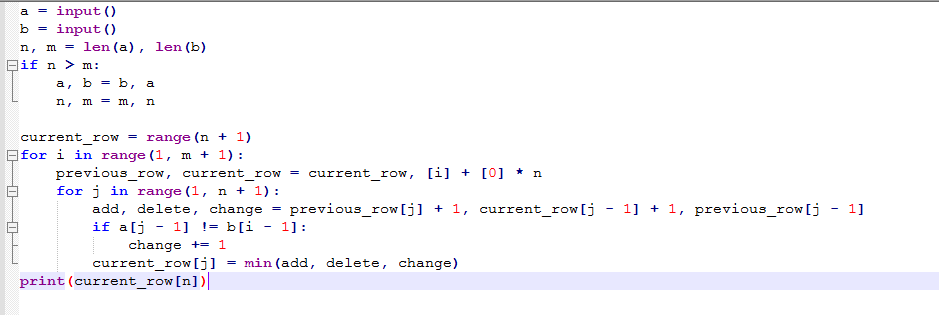 a = input()
b = input()
n, m = len(a), len(b)
if n > m:
    a, b = b, a
    n, m = m, n

current_row = range(n + 1)
for i in range(1, m + 1):
    previous_row, current_row = current_row, [i] + [0] * n
    for j in range(1, n + 1):
        add, delete, change = previous_row[j] + 1, current_row[j - 1] + 1, previous_row[j - 1]
        if a[j - 1] != b[i - 1]:
            change += 1
        current_row[j] = min(add, delete, change)
print(current_row[n])